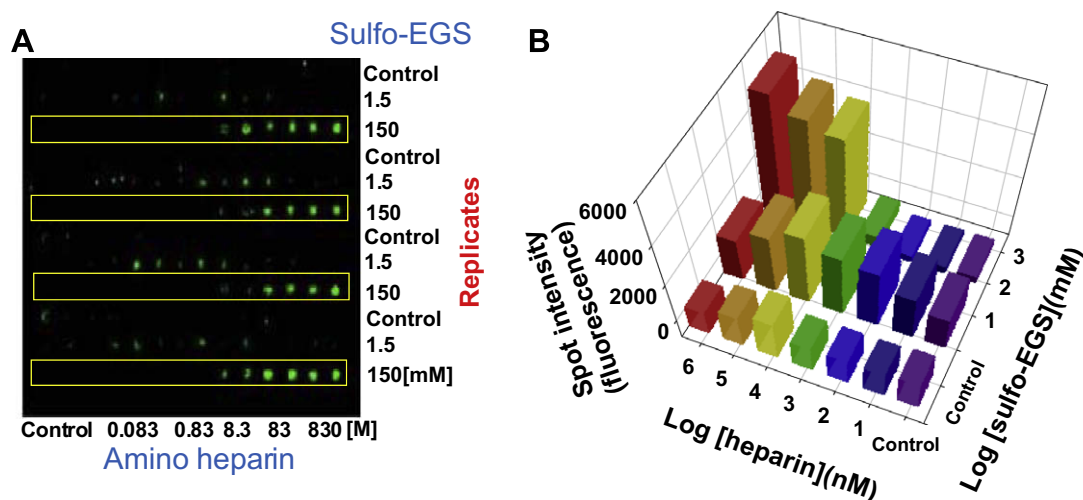 A
Sulfo-EGS
Control
1.5
150
Control
1.5
150
Control
1.5
150
Control
1.5
150[mM]
Replicates
Control 0.083 0.83 8.3 83 830 [M]
Amino heparin
B
6000
4000
2000
0
Spot intensity
(fluorescence)
6
5
4
3
2
1
Control
Log [heparin](nM)
3
2
1
Control
Log [sulfo-EGS](mM)